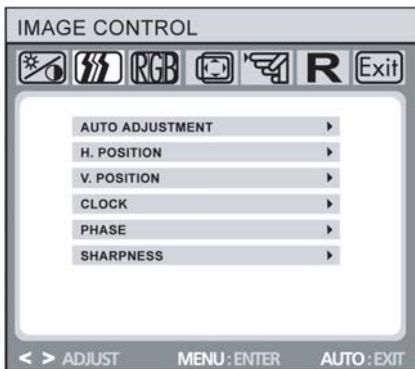 IMAGE CONTROL
RGB R Exit
AUTO ADJUSTMENT
H. POSITION
V. POSITION
CLOCK
PHASE
SHARPNESS
< > ADJUST MENU : ENTER AUTO : EXIT